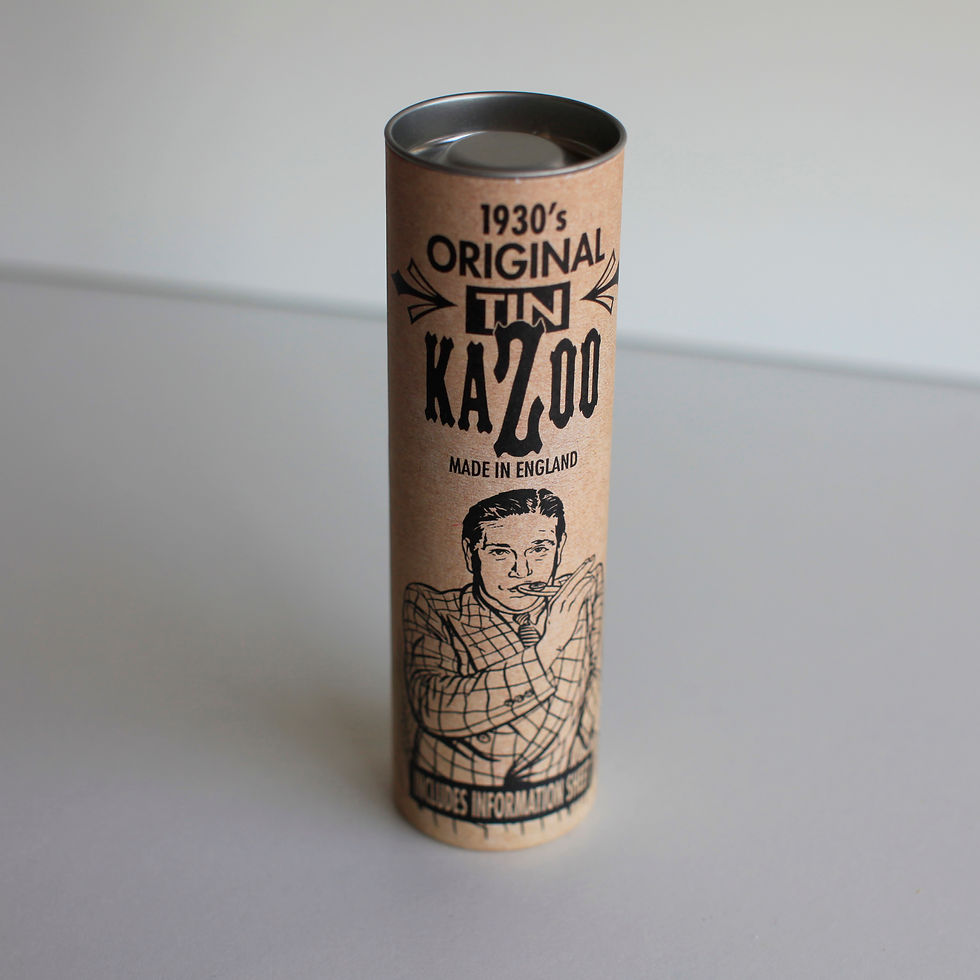 1930's
ORIGINAL
TIN
KAZOO
MADE IN ENGLAND
INCLUDES INFORMATION SHEET